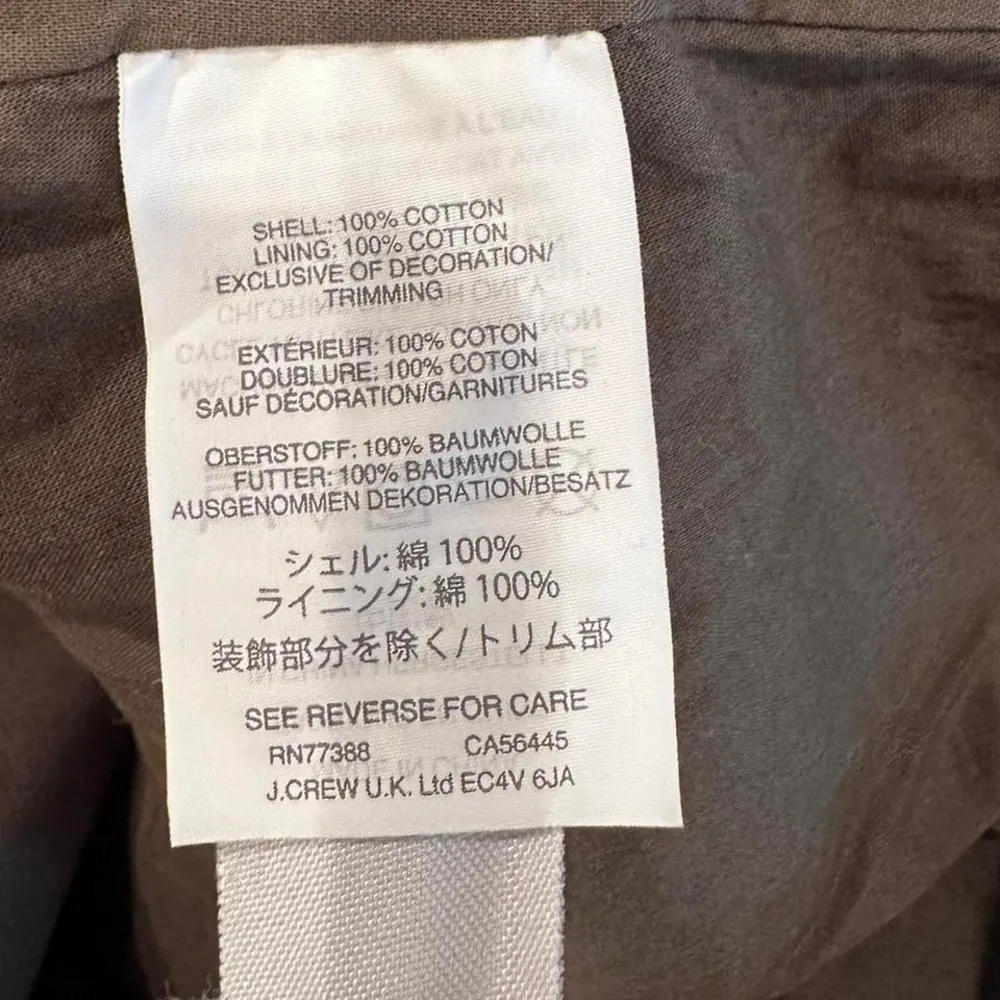 SHELL: 100% COTTON
LINING: 100% COTTON
EXCLUSIVE OF DECORATION/
TRIMMING
EXTÉRIEUR: 100% COTON
DOUBLURE: 100% COTON
SAUF DÉCORATION/GARNITURES
OBERSTOFF: 100% BAUMWOLLE
FUTTER: 100% BAUMWOLLE
AUSGENOMMEN DEKORATION/BESATZ
シェル: 綿 100%
ライニング: 綿 100%
装飾部分を除く/トリム部
SEE REVERSE FOR CARE
RN77388 CA56445
J.CREW U.K. Ltd EC4V 6JA